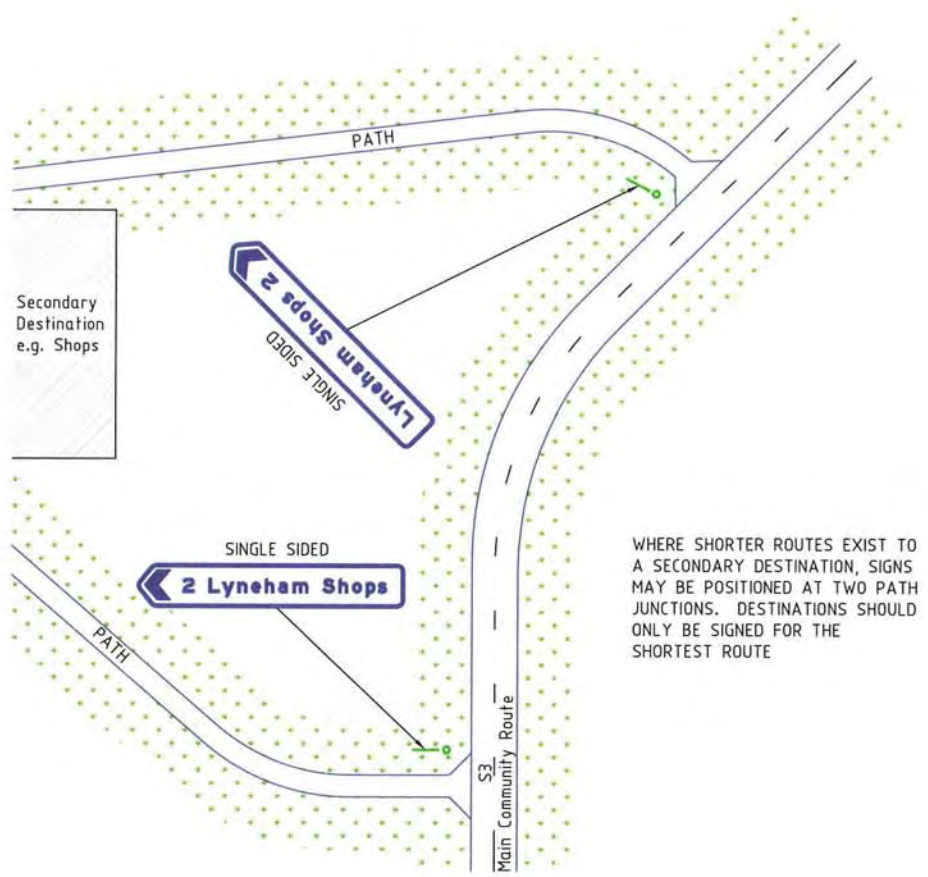 PATH
Secondary
Destination
e.g. Shops
Lyneham Shops 2
SINGLE SIDED
SINGLE SIDED
2 Lyneham Shops
WHERE SHORTER ROUTES EXIST TO
A SECONDARY DESTINATION, SIGNS
MAY BE POSITIONED AT TWO PATH
JUNCTIONS. DESTINATIONS SHOULD
ONLY BE SIGNED FOR THE
SHORTEST ROUTE
PATH
S3
Main Community Route